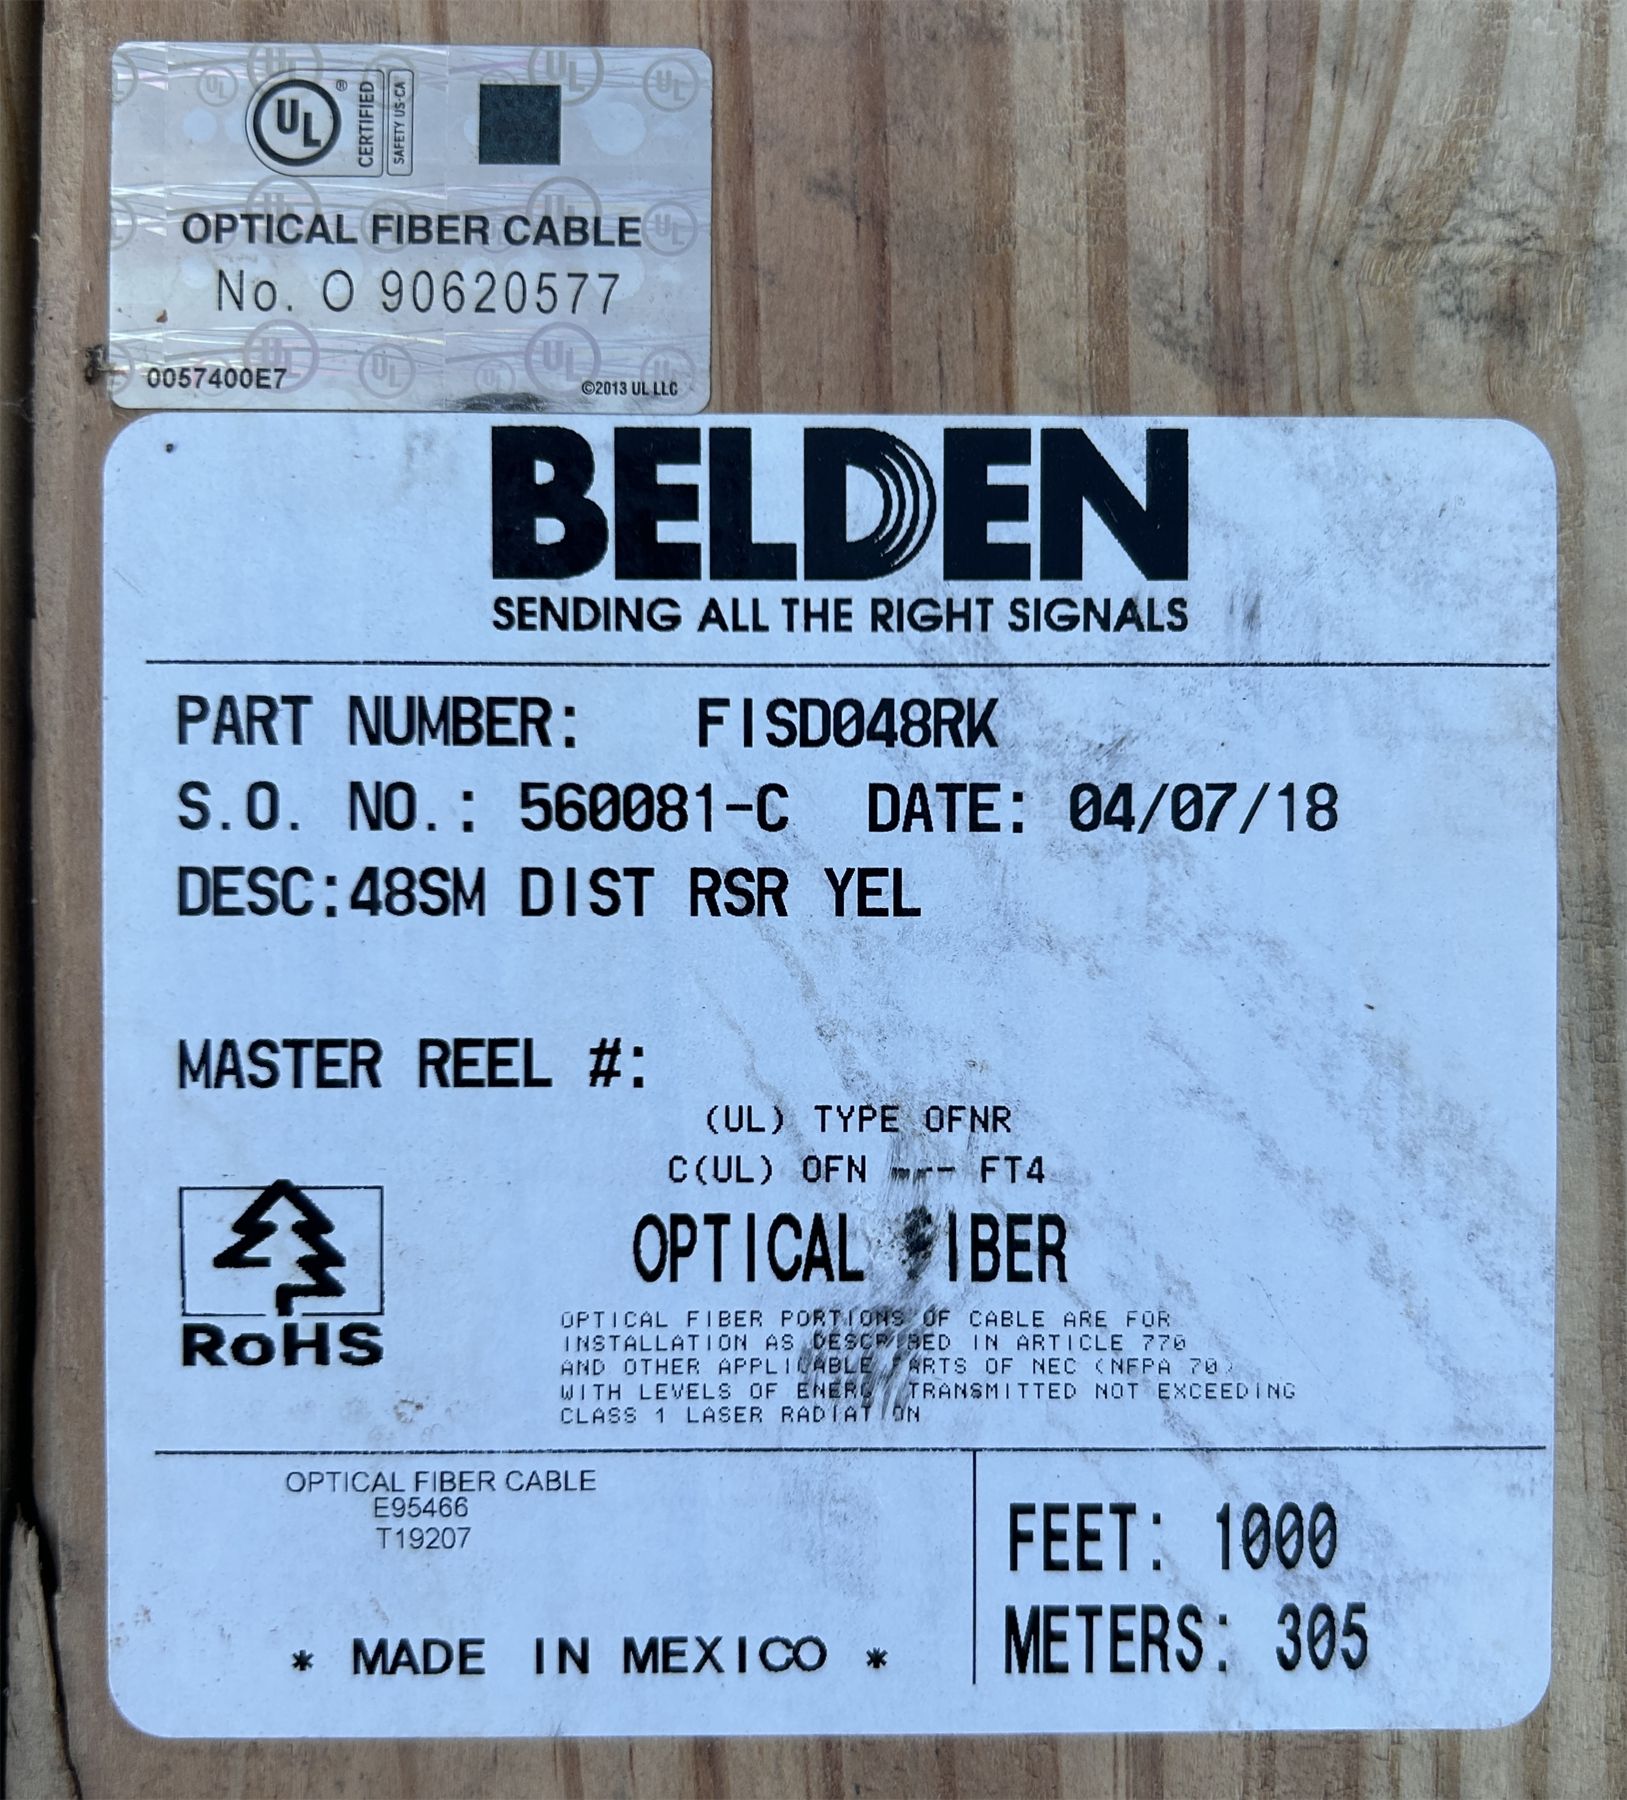 UL® CERTIFIED SAFETY US·CA
OPTICAL FIBER CABLE
No. O 90620577
0057400E7 ©2013 UL LLC
BELDEN
SENDING ALL THE RIGHT SIGNALS
PART NUMBER: FISD048RK
S.O. NO.: 560081-C DATE: 04/07/18
DESC:48SM DIST RSR YEL
MASTER REEL #:
(UL) TYPE OFNR
C(UL) OFN --- FT4
OPTICAL FIBER
RoHS
OPTICAL FIBER PORTIONS OF CABLE ARE FOR
INSTALLATION AS DESCRIBED IN ARTICLE 770
AND OTHER APPLICABLE PARTS OF NEC (NFPA 70)
WITH LEVELS OF ENERGY TRANSMITTED NOT EXCEEDING
CLASS 1 LASER RADIATION
OPTICAL FIBER CABLE
E95466
T19207
FEET: 1000
METERS: 305
* MADE IN MEXICO *